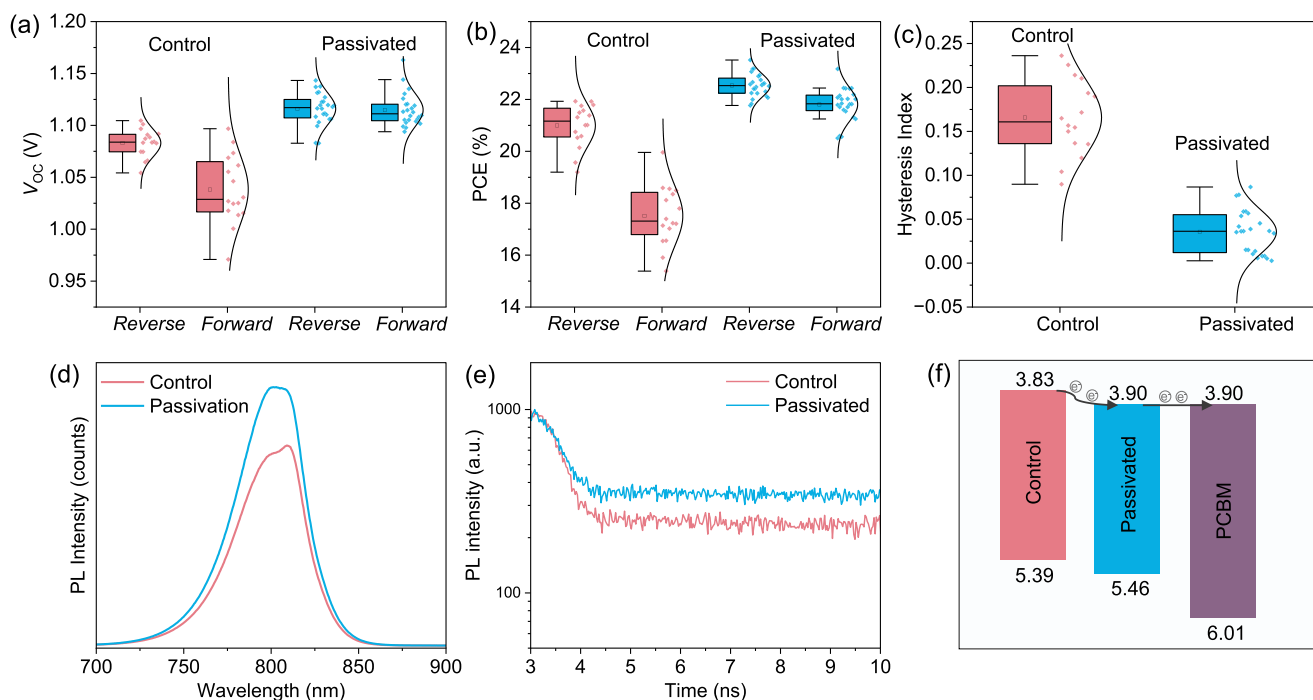 (a)
1.20
1.15
1.10
1.05
1.00
0.95
V_OC (V)
Control
Passivated
Reverse
Forward
Reverse
Forward
(b)
24
22
20
18
16
14
PCE (%)
Control
Passivated
Reverse
Forward
Reverse
Forward
(c)
0.25
0.20
0.15
0.10
0.05
0.00
−0.05
Hysteresis Index
Control
Passivated
Control
Passivated
(d)
Control
Passivation
PL Intensity (counts)
700
750
800
850
900
Wavelength (nm)
(e)
Control
Passivated
1000
100
PL intensity (a.u.)
3
4
5
6
7
8
9
10
Time (ns)
(f)
3.83
e⁻
e⁻
3.90
e⁻
e⁻
3.90
Control
Passivated
PCBM
5.39
5.46
6.01